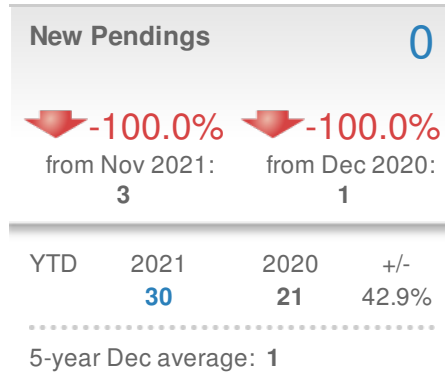 New Pendings 0
-100.0% -100.0%
from Nov 2021: from Dec 2020:
3 1
YTD 2021 2020 +/-
30 21 42.9%
5-year Dec average: 1